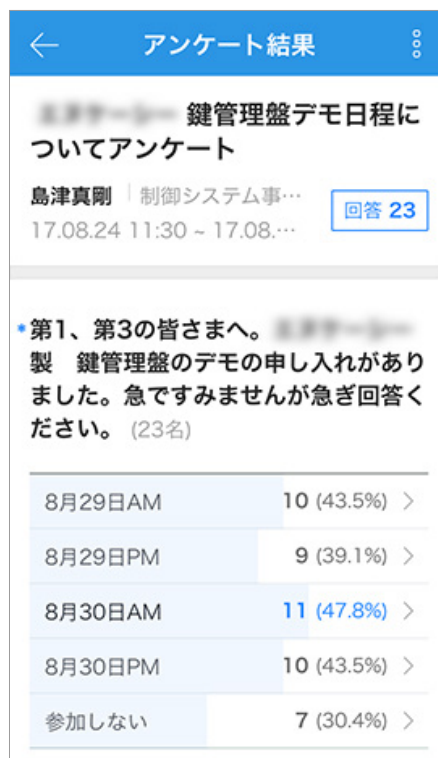 アンケート結果
鍵管理盤デモ日程に
ついてアンケート
島津真剛 制御システム事…
回答 23
17.08.24 11:30 ~ 17.08.…
*第1、第3の皆さまへ。
製 鍵管理盤のデモの申し入れがあり
ました。急ですみませんが急ぎ回答く
ださい。 (23名)
8月29日AM 10 (43.5%)
8月29日PM 9 (39.1%)
8月30日AM 11 (47.8%)
8月30日PM 10 (43.5%)
参加しない 7 (30.4%)